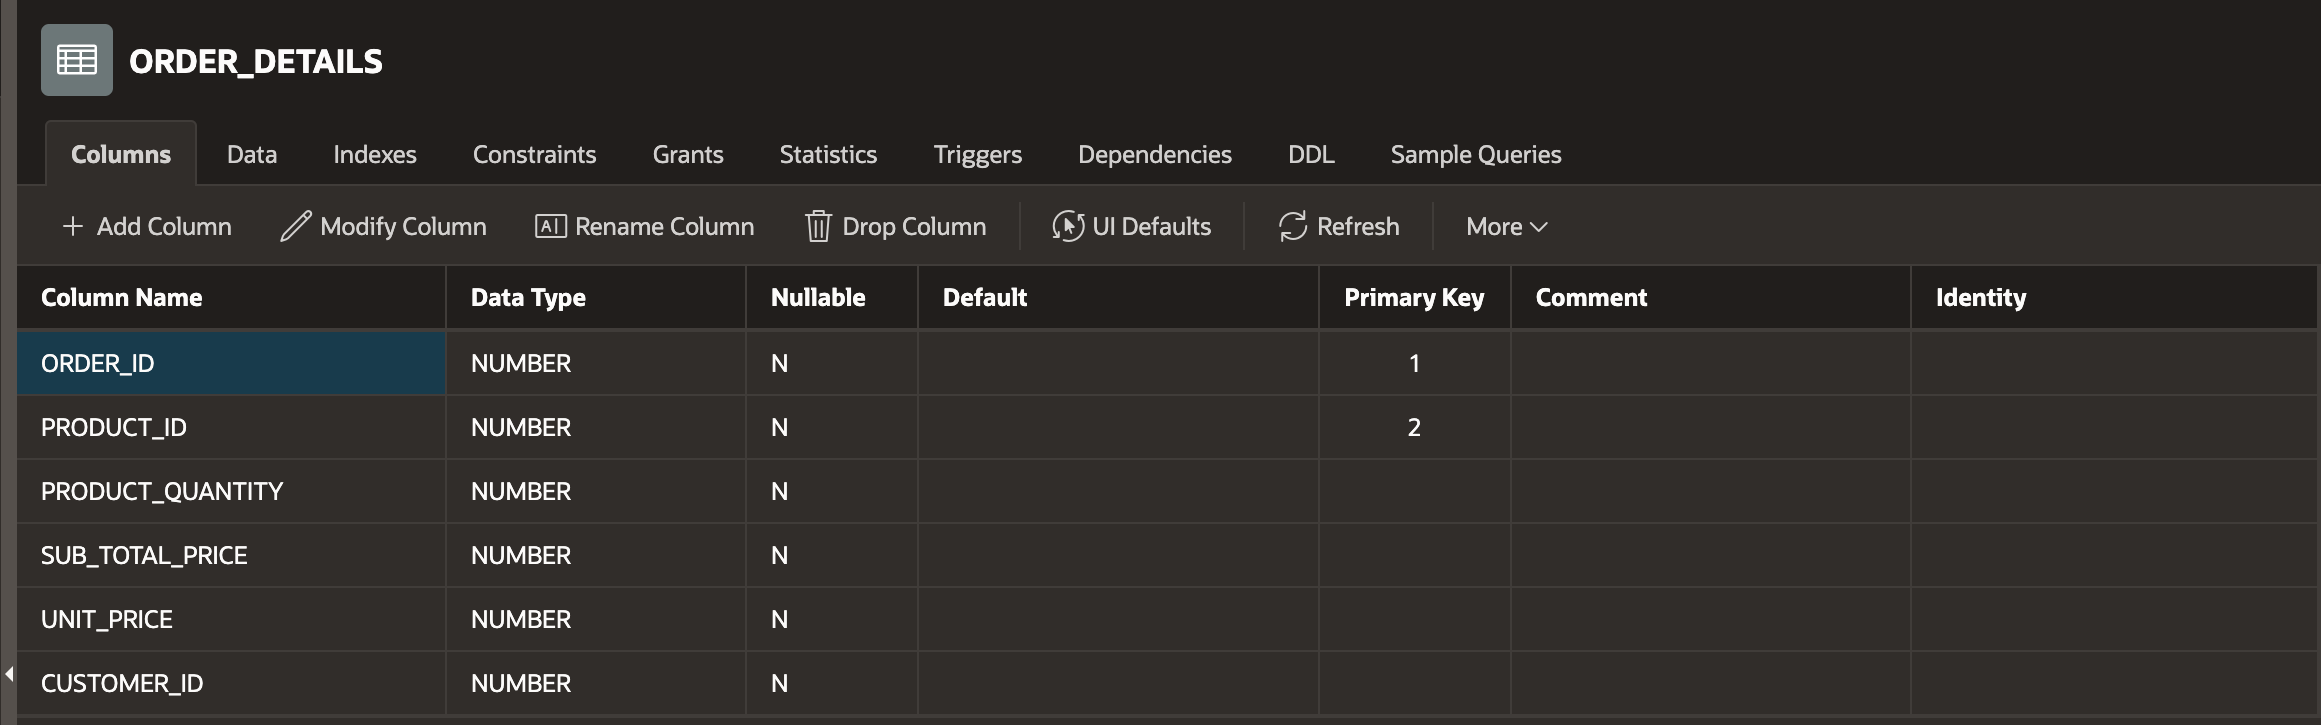 ORDER_DETAILS
Columns Data Indexes Constraints Grants Statistics Triggers Dependencies DDL Sample Queries
Add Column Modify Column Rename Column Drop Column UI Defaults Refresh More
Column Name Data Type Nullable Default Primary Key Comment Identity
ORDER_ID NUMBER N 1
PRODUCT_ID NUMBER N 2
PRODUCT_QUANTITY NUMBER N
SUB_TOTAL_PRICE NUMBER N
UNIT_PRICE NUMBER N
CUSTOMER_ID NUMBER N